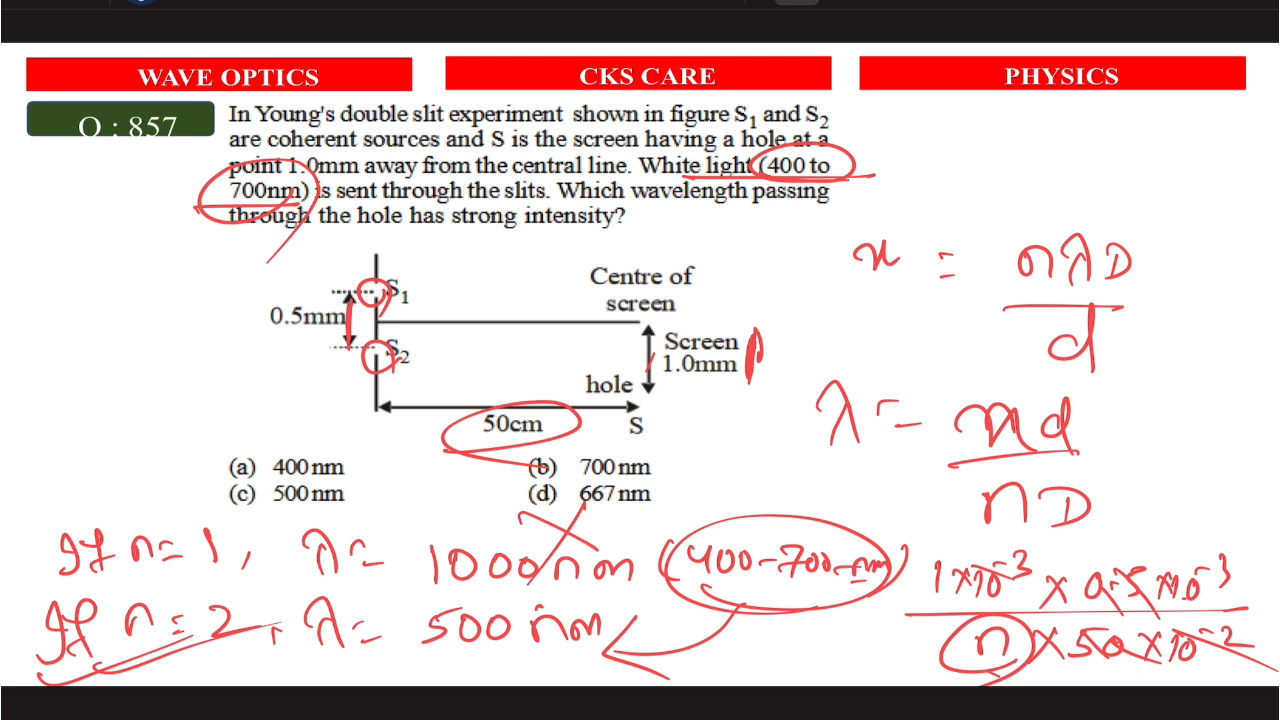 WAVE OPTICS
CKS CARE
PHYSICS
Q : 857
In Young's double slit experiment shown in figure S₁ and S₂
are coherent sources and S is the screen having a hole at a
point 1.0mm away from the central line. White light (400 to
700nm) is sent through the slits. Which wavelength passing
through the hole has strong intensity?
S₁
0.5mm
S₂
Centre of
screen
Screen
1.0mm
hole
50cm
S
(a) 400 nm
(b) 700 nm
(c) 500 nm
(d) 667 nm
x = nλD
d
λ = xd
nD
1×10⁻³ × 0.5×10⁻³
n × 50 × 10⁻²
If n = 1, λ = 1000 nm (400-700-nm)
If n = 2, λ = 500 nm